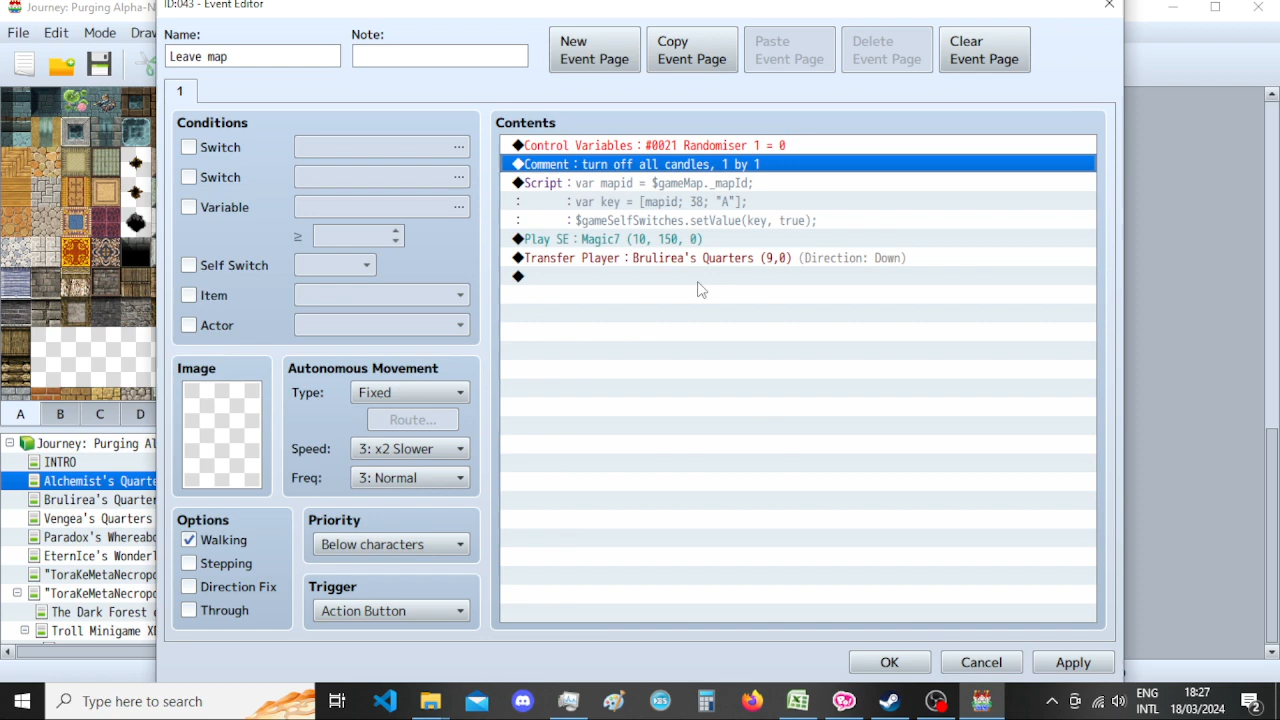 Journey: Purging Alpha-N
ID:043 - Event Editor
File Edit Mode Draw
Name:
Note:
Leave map
New Event Page
Copy Event Page
Paste Event Page
Delete Event Page
Clear Event Page
1
Conditions
Switch ...
Switch ...
Variable ...
≥
Self Switch
Item
Actor
Image
Autonomous Movement
Type: Fixed
Route...
Speed: 3: x2 Slower
Freq: 3: Normal
Options
Walking
Stepping
Direction Fix
Through
Priority
Below characters
Trigger
Action Button
Contents
◆Control Variables：#0021 Randomiser 1 = 0
◆Comment：turn off all candles, 1 by 1
◆Script：var mapid = $gameMap._mapId;
：　　　：var key = [mapid; 38; "A"];
：　　　：$gameSelfSwitches.setValue(key, true);
◆Play SE：Magic7 (10, 150, 0)
◆Transfer Player：Brulirea's Quarters (9,0) (Direction: Down)
◆
OK Cancel Apply
A B C D
Journey: Purging Al
INTRO
Alchemist's Quarte
Brulirea's Quarter
Vengea's Quarters
Paradox's Whereabo
EternIce's Wonderl
"ToraKeMetaNecropo
"ToraKeMetaNecropo
The Dark Forest
Troll Minigame XD
Type here to search
ENG
INTL
18:27
18/03/2024
2